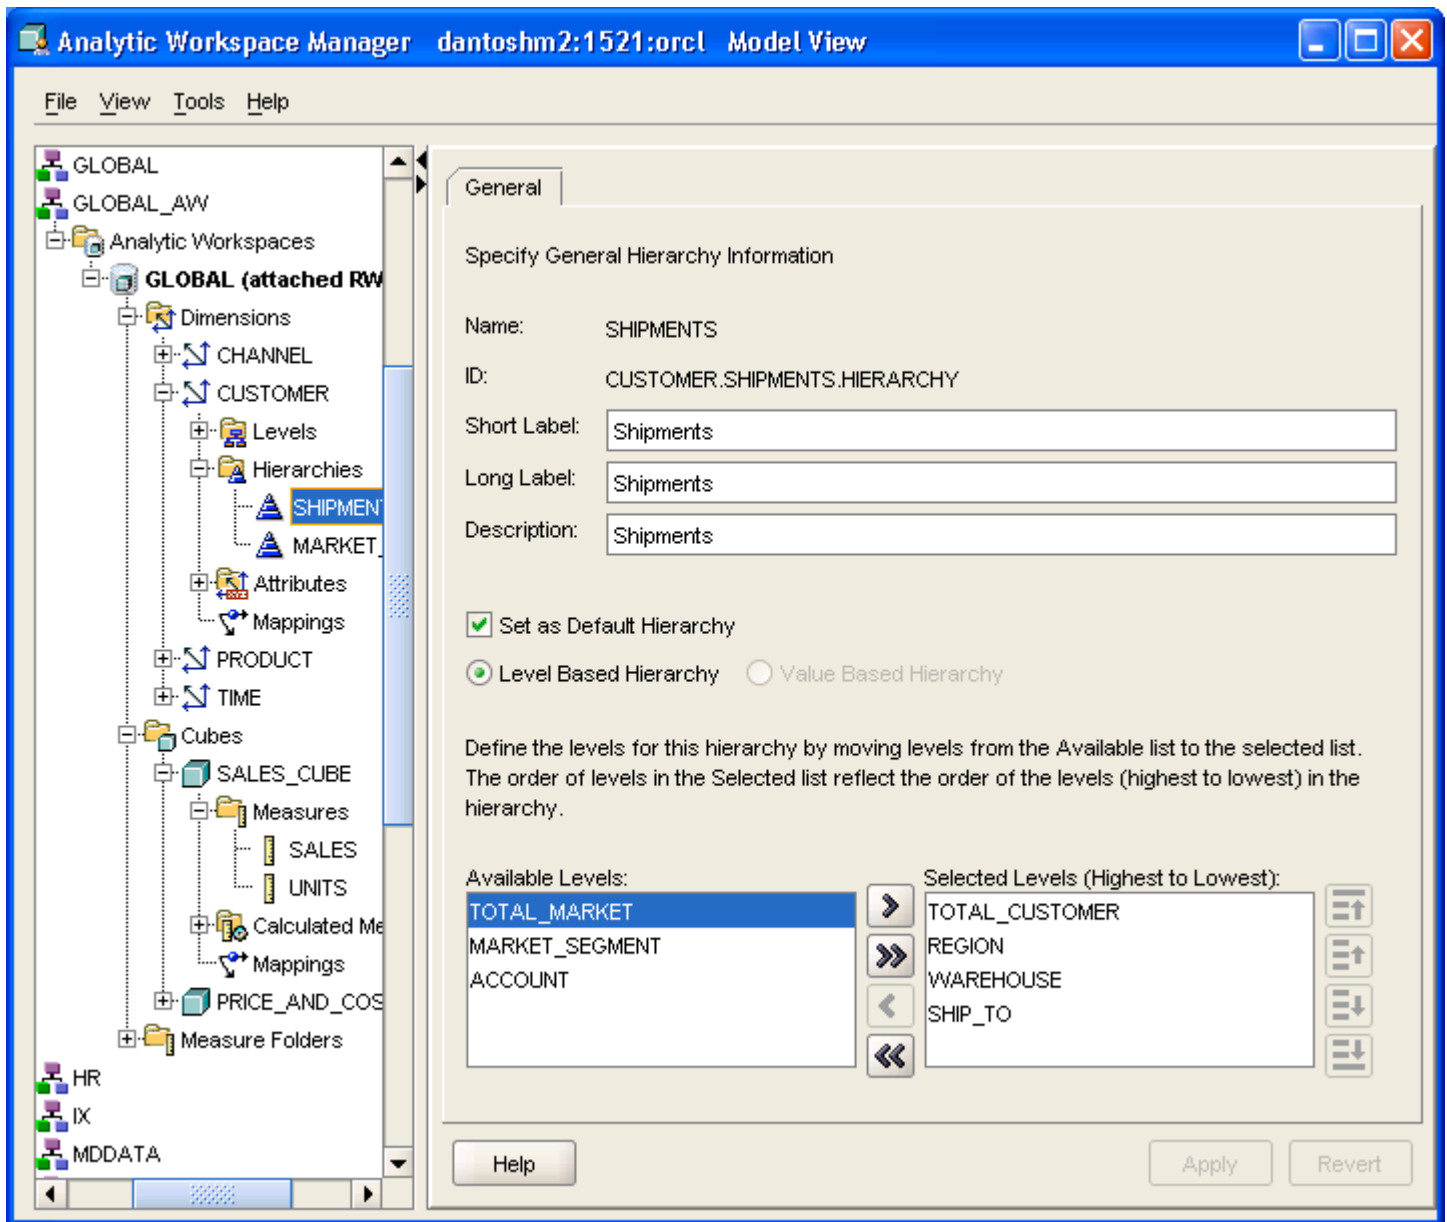 Analytic Workspace Manager dantoshm2:1521:orcl Model View
File View Tools Help
GLOBAL
GLOBAL_AW
Analytic Workspaces
GLOBAL (attached RW
Dimensions
CHANNEL
CUSTOMER
Levels
Hierarchies
SHIPMENT
MARKET_
Attributes
Mappings
PRODUCT
TIME
Cubes
SALES_CUBE
Measures
SALES
UNITS
Calculated Me
Mappings
PRICE_AND_COS
Measure Folders
HR
IX
MDDATA
General
Specify General Hierarchy Information
Name: SHIPMENTS
ID: CUSTOMER.SHIPMENTS.HIERARCHY
Short Label: Shipments
Long Label: Shipments
Description: Shipments
Set as Default Hierarchy
Level Based Hierarchy Value Based Hierarchy
Define the levels for this hierarchy by moving levels from the Available list to the selected list.
The order of levels in the Selected list reflect the order of the levels (highest to lowest) in the
hierarchy.
Available Levels:
TOTAL_MARKET
MARKET_SEGMENT
ACCOUNT
Selected Levels (Highest to Lowest):
TOTAL_CUSTOMER
REGION
WAREHOUSE
SHIP_TO
Help Apply Revert